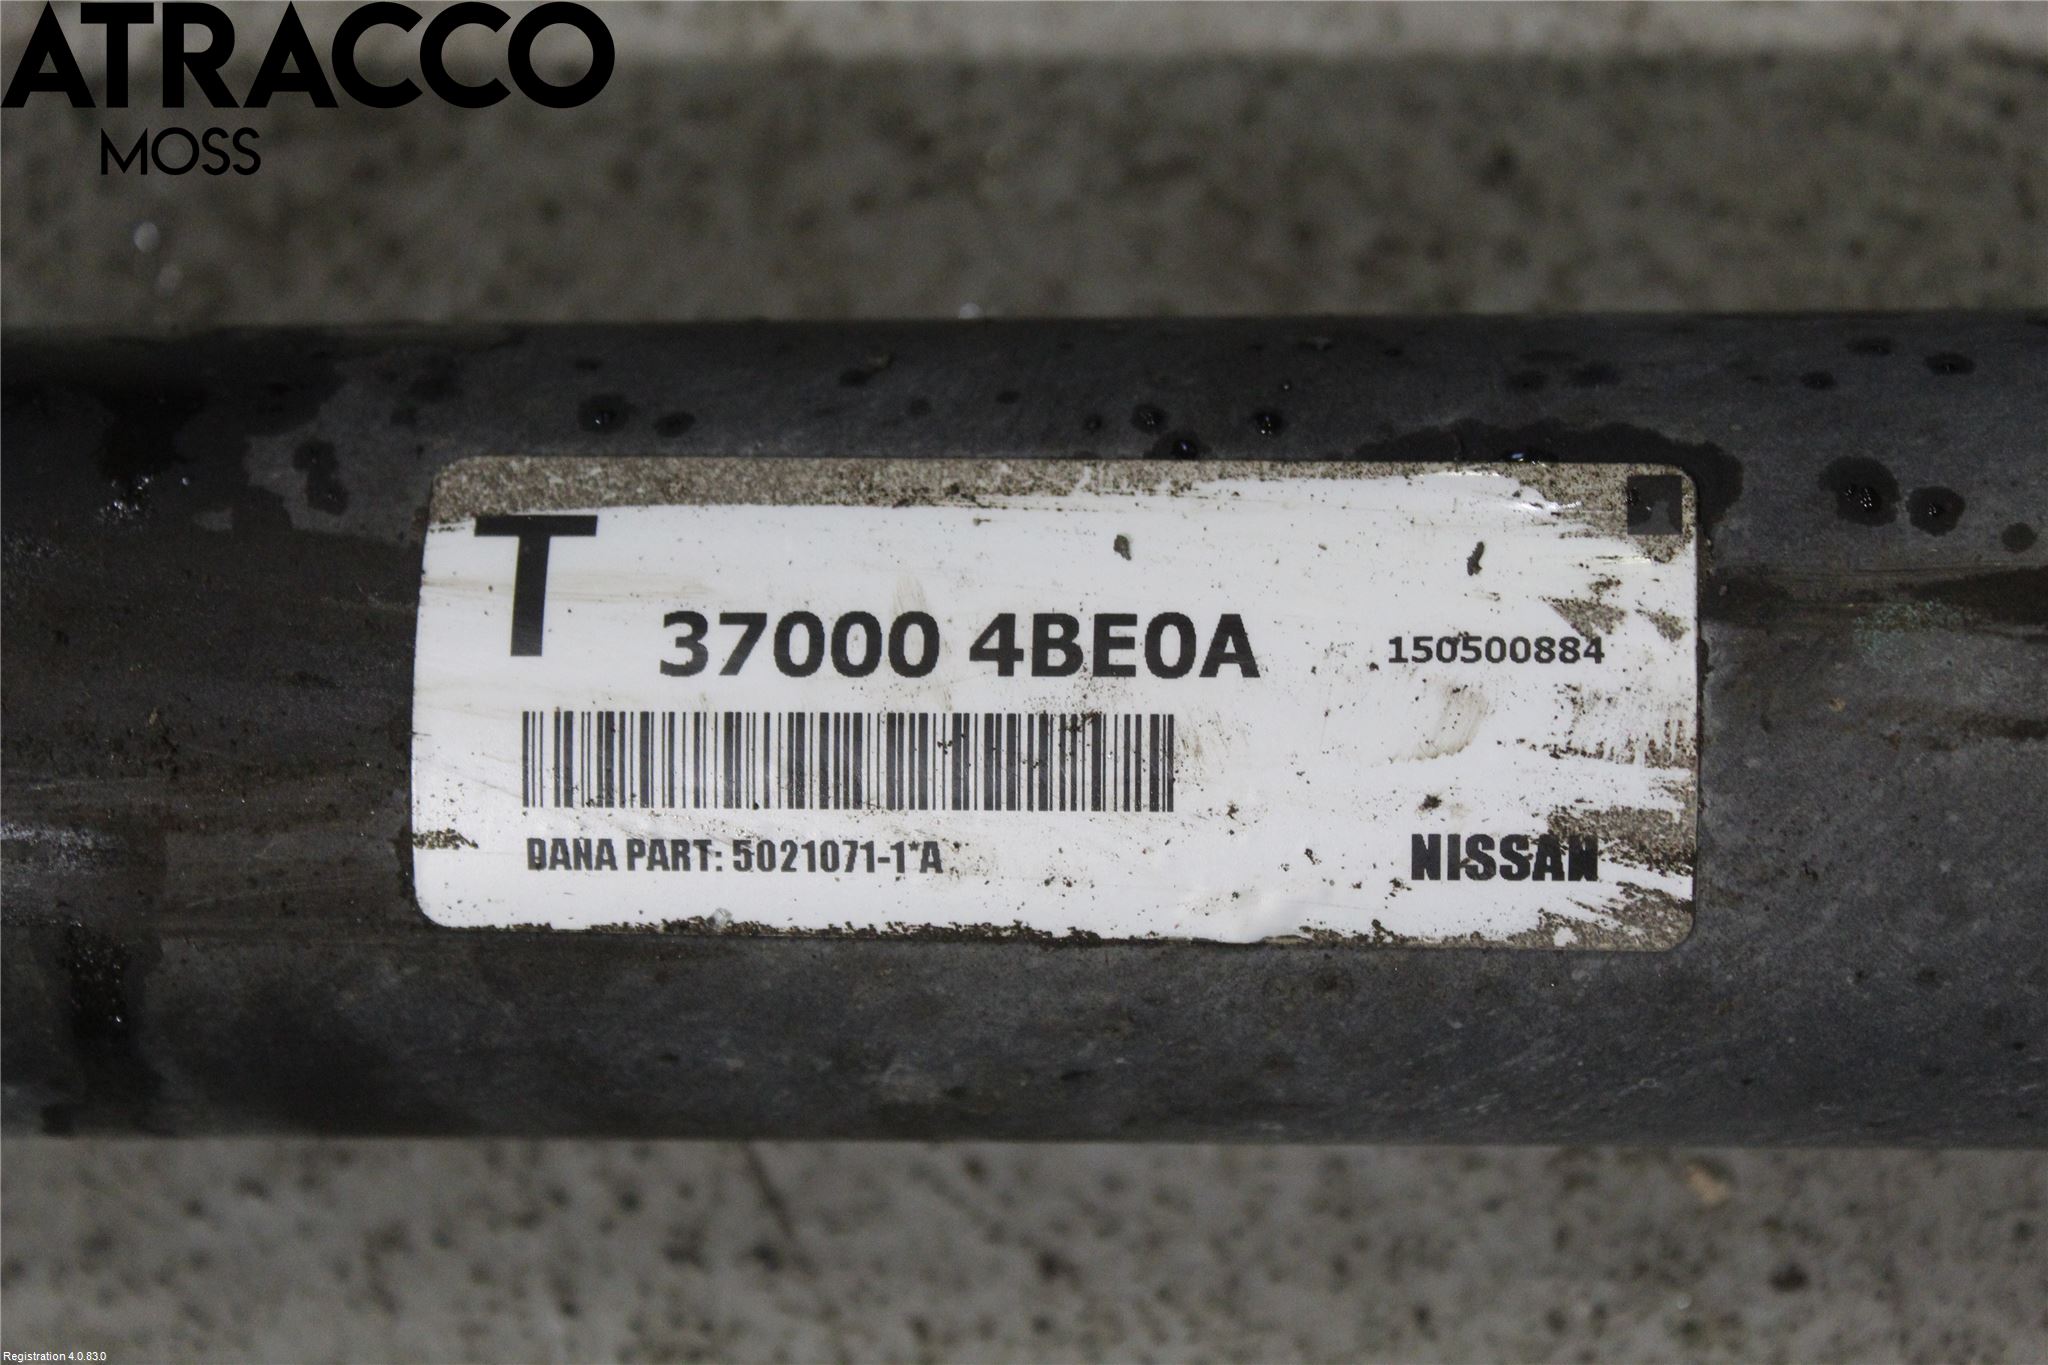 ATRACCO
MOSS
T
37000 4BE0A
150500884
DANA PART: 5021071-1*A
NISSAN
Registration 4.0.83.0